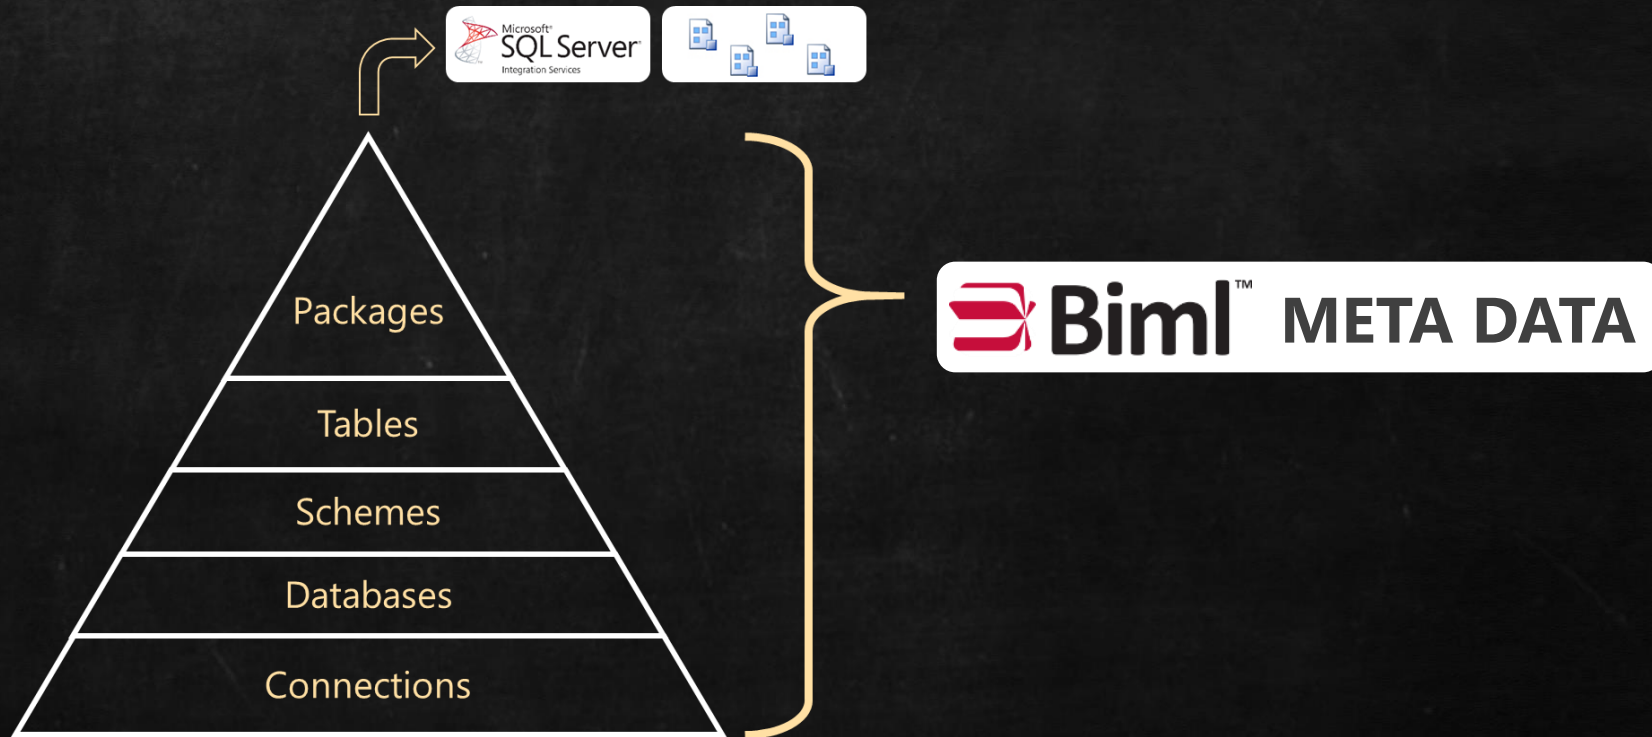 Microsoft®
SQL Server®
Integration Services
Packages
Tables
Schemes
Databases
Connections
Biml™ META DATA